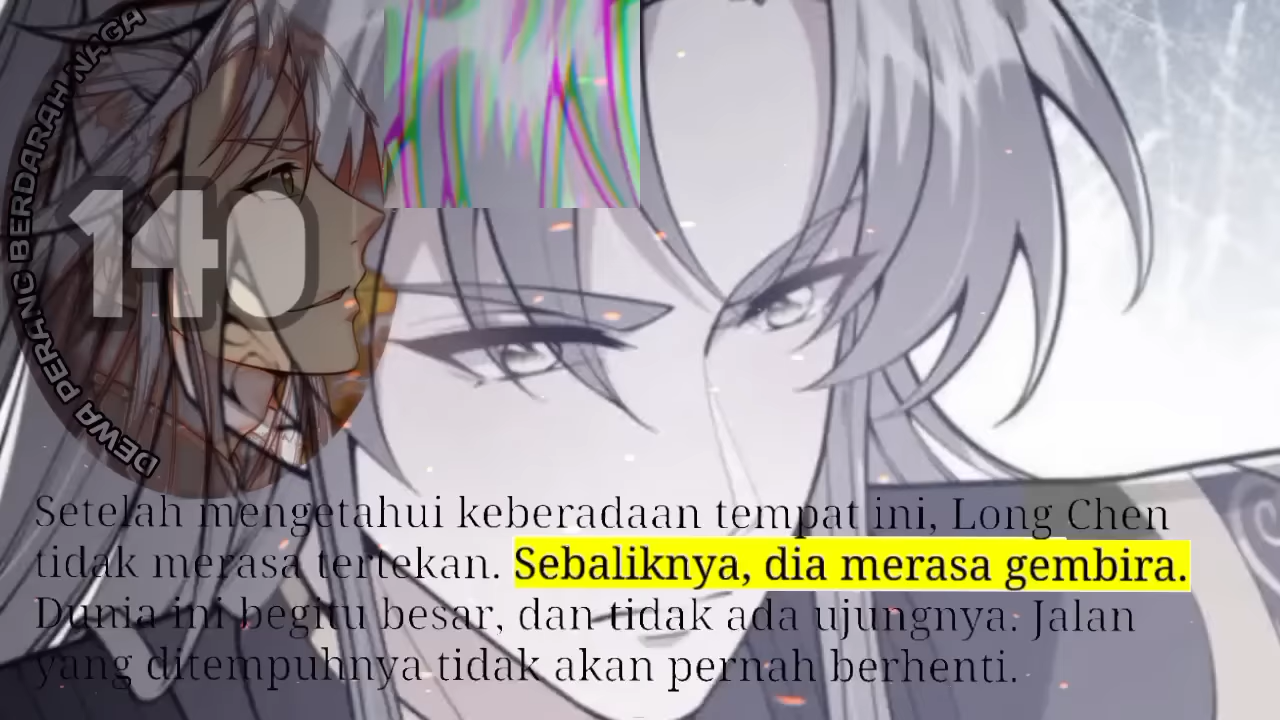 DEWA PERANG BERDARAH NAGA
140
Setelah mengetahui keberadaan tempat ini, Long Chen
tidak merasa tertekan. Sebaliknya, dia merasa gembira.
Dunia ini begitu besar, dan tidak ada ujungnya. Jalan
yang ditempuhnya tidak akan pernah berhenti.